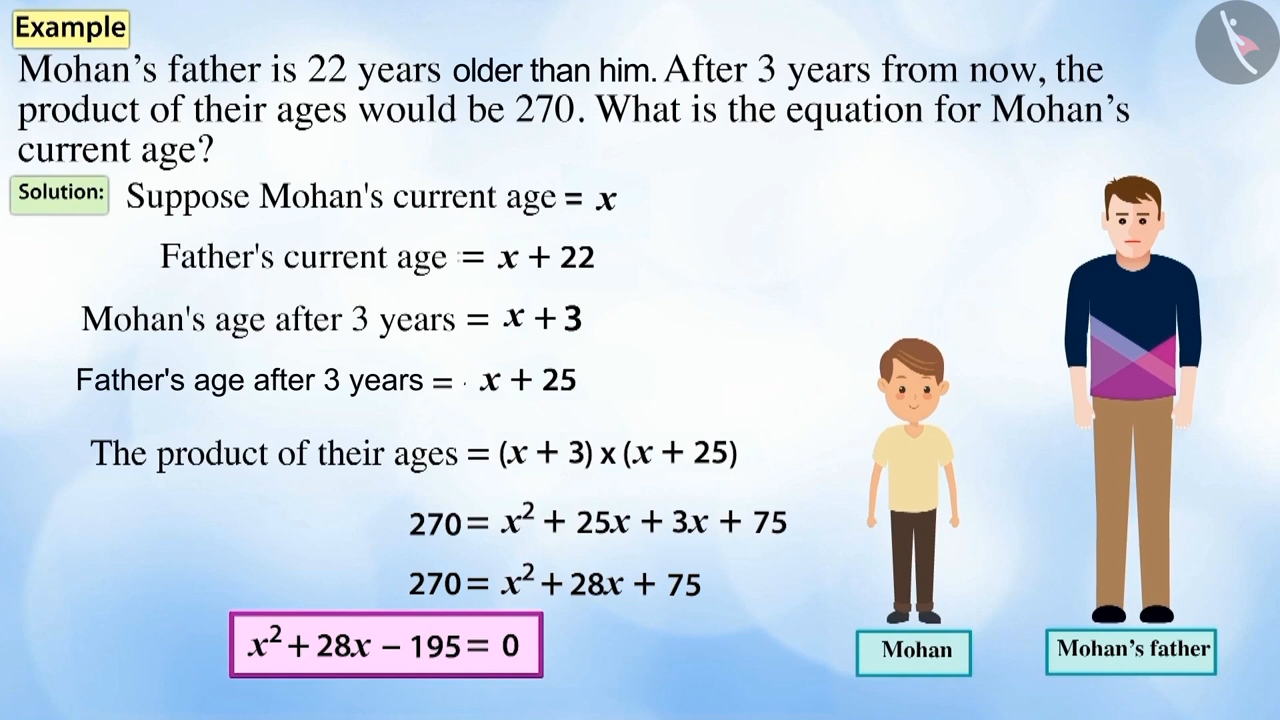 Example
Mohan’s father is 22 years older than him. After 3 years from now, the
product of their ages would be 270. What is the equation for Mohan’s
current age?
Solution: Suppose Mohan's current age = x
Father's current age = x + 22
Mohan's age after 3 years = x + 3
Father's age after 3 years = x + 25
The product of their ages = (x + 3) x (x + 25)
270 = x² + 25x + 3x + 75
270 = x² + 28x + 75
x² + 28x − 195 = 0
Mohan
Mohan’s father